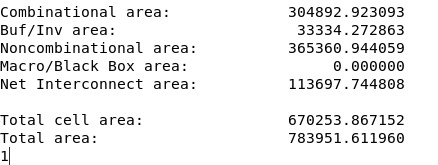 Combinational area: 304892.923093
Buf/Inv area: 33334.272863
Noncombinational area: 365360.944059
Macro/Black Box area: 0.000000
Net Interconnect area: 113697.744808
Total cell area: 670253.867152
Total area: 783951.611960
1